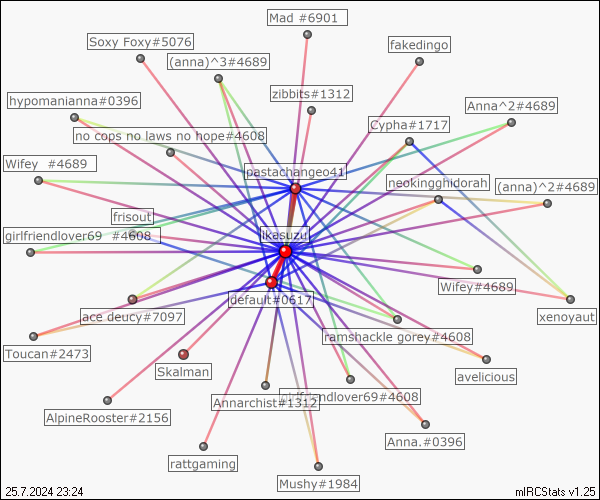 Mad #6901
Soxy Foxy#5076
fakedingo
(anna)^3#4689
zibbits#1312
hypomanianna#0396
Anna^2#4689
Cypha#1717
no cops no laws no hope#4608
Wifey  #4689
pastachangeo41
neokingghdorah
(anna)^2#4689
frisout
girlfriendlover69  #4608
ikasuzu
Wifey#4689
default#0617
xenoyaut
ace deucy#7097
ramshackle gorey#4608
Toucan#2473
Skalman
avelicious
girlfriendlover69#4608
Annarchist#1312
AlpineRooster#2156
Anna.#0396
rattgaming
Mushy#1984
25.7.2024 23:24
mIRCStats v1.25